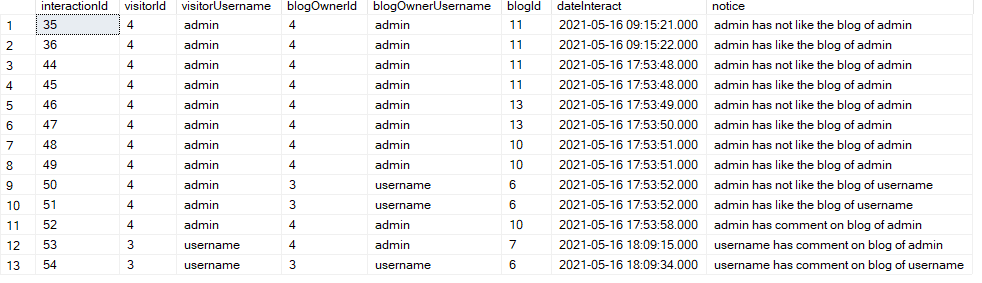 interactionId visitorId visitorUsername blogOwnerId blogOwnerUsername blogId dateInteract notice
1 35 4 admin 4 admin 11 2021-05-16 09:15:21.000 admin has not like the blog of admin
2 36 4 admin 4 admin 11 2021-05-16 09:15:22.000 admin has like the blog of admin
3 44 4 admin 4 admin 11 2021-05-16 17:53:48.000 admin has not like the blog of admin
4 45 4 admin 4 admin 11 2021-05-16 17:53:48.000 admin has like the blog of admin
5 46 4 admin 4 admin 13 2021-05-16 17:53:49.000 admin has not like the blog of admin
6 47 4 admin 4 admin 13 2021-05-16 17:53:50.000 admin has like the blog of admin
7 48 4 admin 4 admin 10 2021-05-16 17:53:51.000 admin has not like the blog of admin
8 49 4 admin 4 admin 10 2021-05-16 17:53:51.000 admin has like the blog of admin
9 50 4 admin 3 username 6 2021-05-16 17:53:52.000 admin has not like the blog of username
10 51 4 admin 3 username 6 2021-05-16 17:53:52.000 admin has like the blog of username
11 52 4 admin 4 admin 10 2021-05-16 17:53:58.000 admin has comment on blog of admin
12 53 3 username 4 admin 7 2021-05-16 18:09:15.000 username has comment on blog of admin
13 54 3 username 3 username 6 2021-05-16 18:09:34.000 username has comment on blog of username